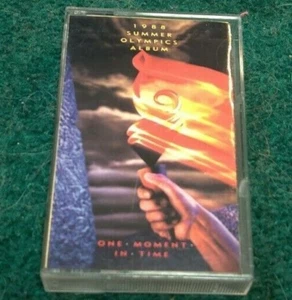 1988
SUMMER
OLYMPICS
ALBUM
ONE • MOMENT •
IN • TIME